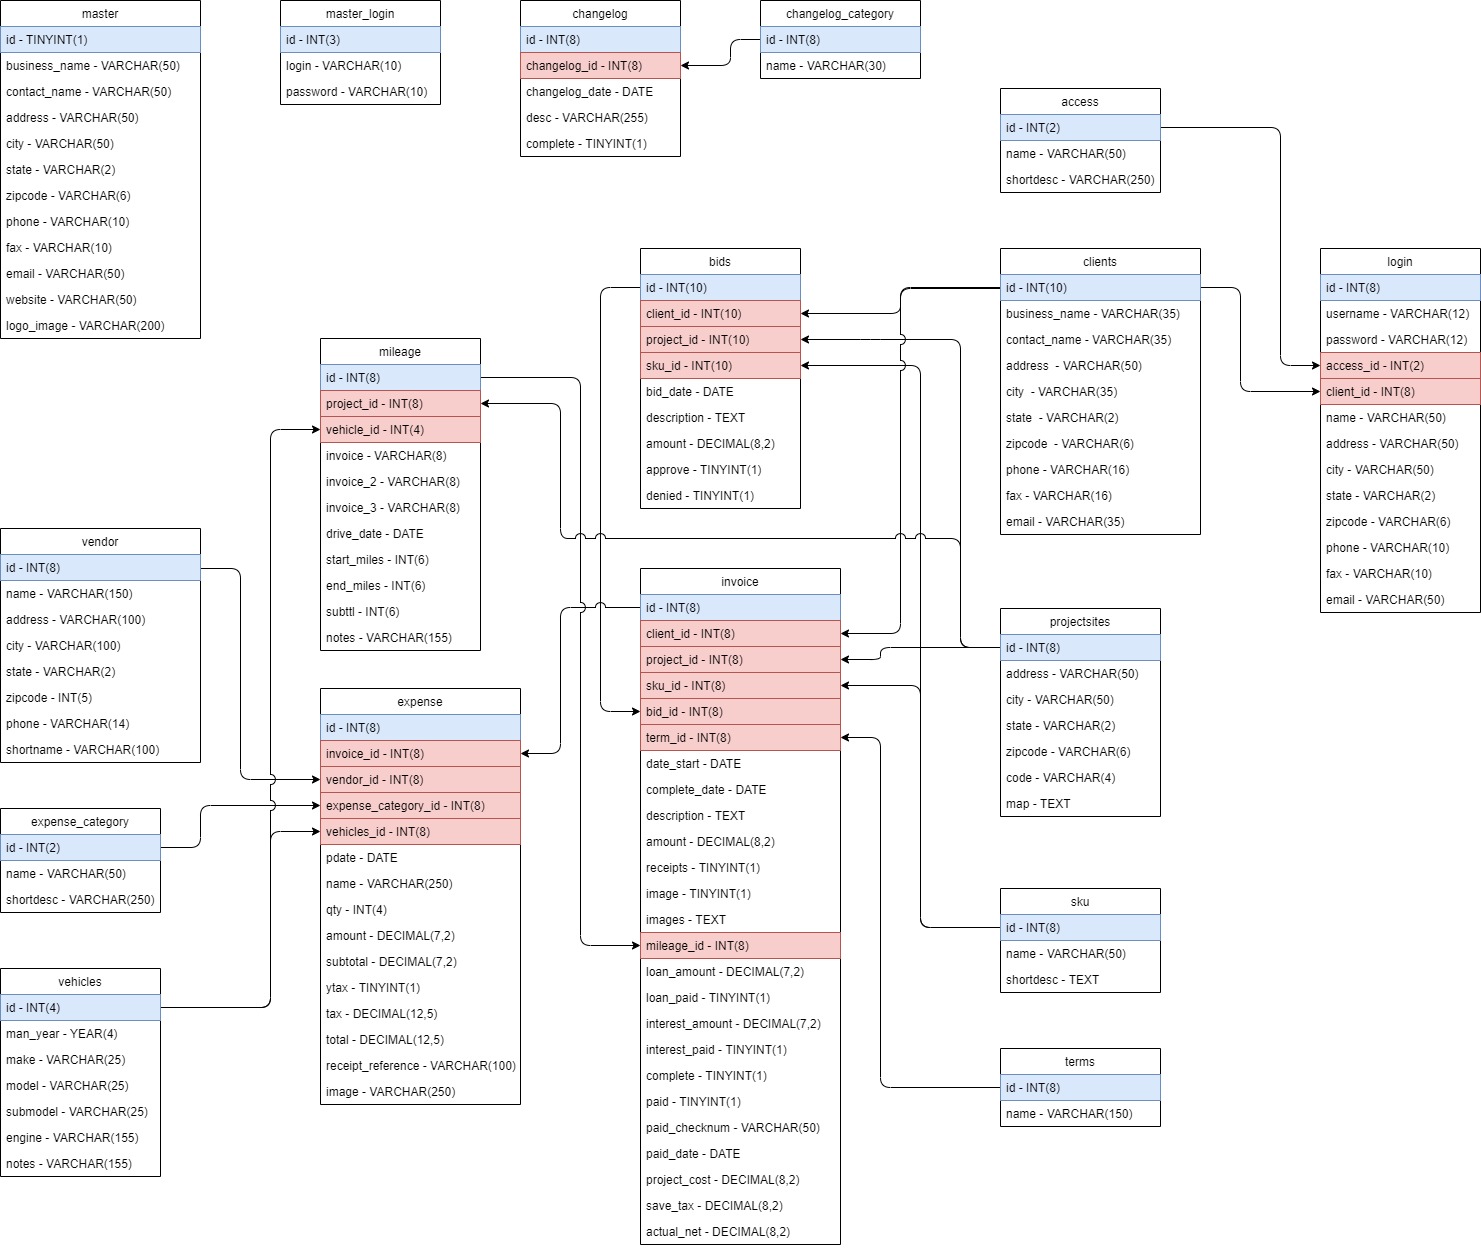 master
id - TINYINT(1)
business_name - VARCHAR(50)
contact_name - VARCHAR(50)
address - VARCHAR(50)
city - VARCHAR(50)
state - VARCHAR(2)
zipcode - VARCHAR(6)
phone - VARCHAR(10)
fax - VARCHAR(10)
email - VARCHAR(50)
website - VARCHAR(50)
logo_image - VARCHAR(200)
master_login
id - INT(3)
login - VARCHAR(10)
password - VARCHAR(10)
changelog
id - INT(8)
changelog_id - INT(8)
changelog_date - DATE
desc - VARCHAR(255)
complete - TINYINT(1)
changelog_category
id - INT(8)
name - VARCHAR(30)
access
id - INT(2)
name - VARCHAR(50)
shortdesc - VARCHAR(250)
bids
id - INT(10)
client_id - INT(10)
project_id - INT(10)
sku_id - INT(10)
bid_date - DATE
description - TEXT
amount - DECIMAL(8,2)
approve - TINYINT(1)
denied - TINYINT(1)
clients
id - INT(10)
business_name - VARCHAR(35)
contact_name - VARCHAR(35)
address  - VARCHAR(50)
city  - VARCHAR(35)
state  - VARCHAR(2)
zipcode  - VARCHAR(6)
phone - VARCHAR(16)
fax - VARCHAR(16)
email - VARCHAR(35)
login
id - INT(8)
username - VARCHAR(12)
password - VARCHAR(12)
access_id - INT(2)
client_id - INT(8)
name - VARCHAR(50)
address - VARCHAR(50)
city - VARCHAR(50)
state - VARCHAR(2)
zipcode - VARCHAR(6)
phone - VARCHAR(10)
fax - VARCHAR(10)
email - VARCHAR(50)
mileage
id - INT(8)
project_id - INT(8)
vehicle_id - INT(4)
invoice - VARCHAR(8)
invoice_2 - VARCHAR(8)
invoice_3 - VARCHAR(8)
drive_date - DATE
start_miles - INT(6)
end_miles - INT(6)
subttl - INT(6)
notes - VARCHAR(155)
vendor
id - INT(8)
name - VARCHAR(150)
address - VARCHAR(100)
city - VARCHAR(100)
state - VARCHAR(2)
zipcode - INT(5)
phone - VARCHAR(14)
shortname - VARCHAR(100)
invoice
id - INT(8)
client_id - INT(8)
project_id - INT(8)
sku_id - INT(8)
bid_id - INT(8)
term_id - INT(8)
date_start - DATE
complete_date - DATE
description - TEXT
amount - DECIMAL(8,2)
receipts - TINYINT(1)
image - TINYINT(1)
images - TEXT
mileage_id - INT(8)
loan_amount - DECIMAL(7,2)
loan_paid - TINYINT(1)
interest_amount - DECIMAL(7,2)
interest_paid - TINYINT(1)
complete - TINYINT(1)
paid - TINYINT(1)
paid_checknum - VARCHAR(50)
paid_date - DATE
project_cost - DECIMAL(8,2)
save_tax - DECIMAL(8,2)
actual_net - DECIMAL(8,2)
projectsites
id - INT(8)
address - VARCHAR(50)
city - VARCHAR(50)
state - VARCHAR(2)
zipcode - VARCHAR(6)
code - VARCHAR(4)
map - TEXT
expense
id - INT(8)
invoice_id - INT(8)
vendor_id - INT(8)
expense_category_id - INT(8)
vehicles_id - INT(8)
pdate - DATE
name - VARCHAR(250)
qty - INT(4)
amount - DECIMAL(7,2)
subtotal - DECIMAL(7,2)
ytax - TINYINT(1)
tax - DECIMAL(12,5)
total - DECIMAL(12,5)
receipt_reference - VARCHAR(100)
image - VARCHAR(250)
expense_category
id - INT(2)
name - VARCHAR(50)
shortdesc - VARCHAR(250)
sku
id - INT(8)
name - VARCHAR(50)
shortdesc - TEXT
vehicles
id - INT(4)
man_year - YEAR(4)
make - VARCHAR(25)
model - VARCHAR(25)
submodel - VARCHAR(25)
engine - VARCHAR(155)
notes - VARCHAR(155)
terms
id - INT(8)
name - VARCHAR(150)